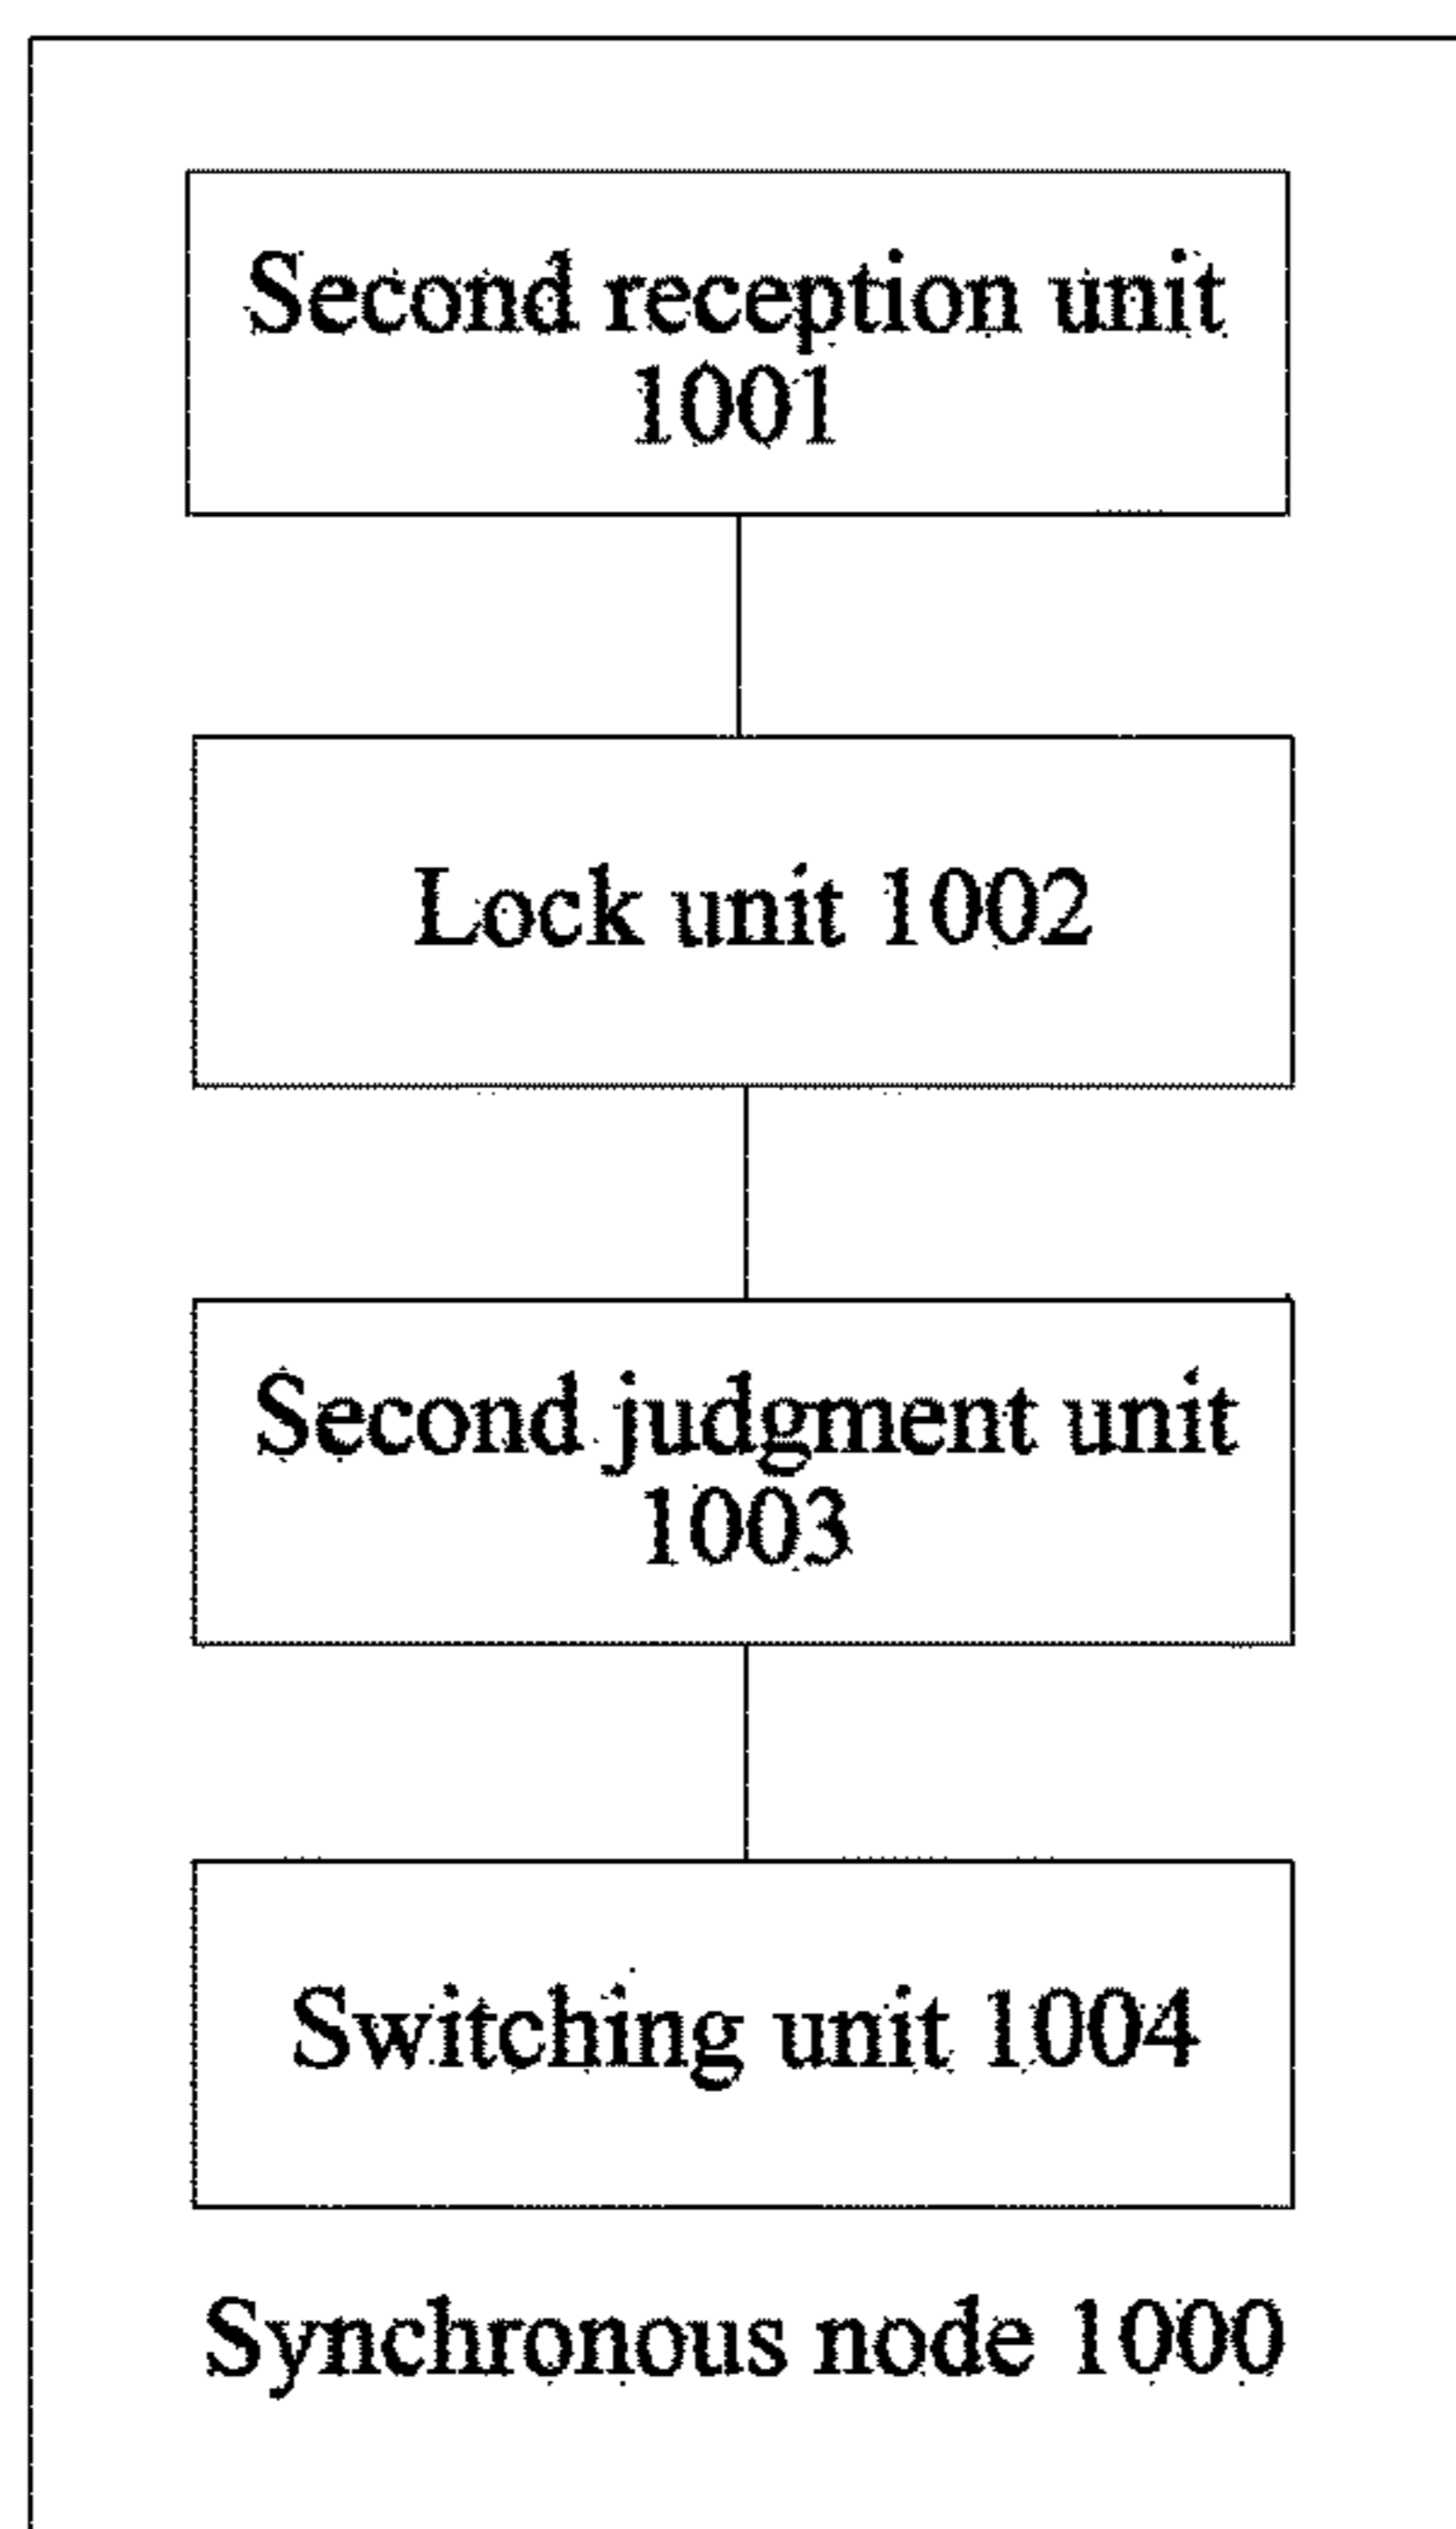 Second reception unit
1001
Lock unit 1002
Second judgment unit
1003
Switching unit 1004
Synchronous node 1000